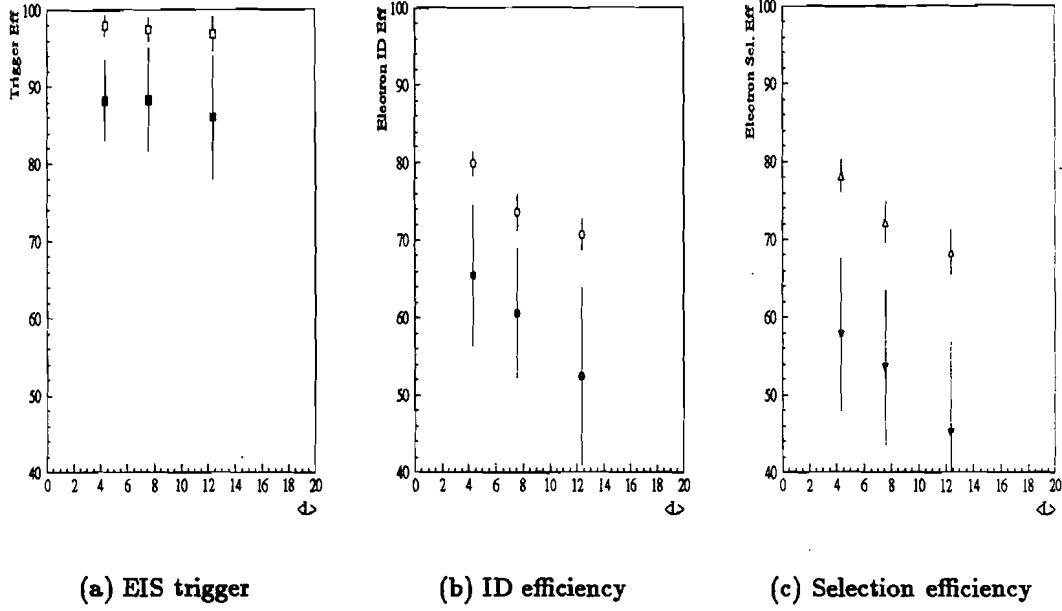 Trigger Eff
100
90
80
70
60
50
40
0 2 4 6 8 10 12 14 16 18 20
<L>
Electron ID Eff
100
90
80
70
60
50
40
0 2 4 6 8 10 12 14 16 18 20
<L>
Electron Sel. Eff
100
90
80
70
60
50
40
0 2 4 6 8 10 12 14 16 18 20
<L>
(a) EIS trigger
(b) ID efficiency
(c) Selection efficiency